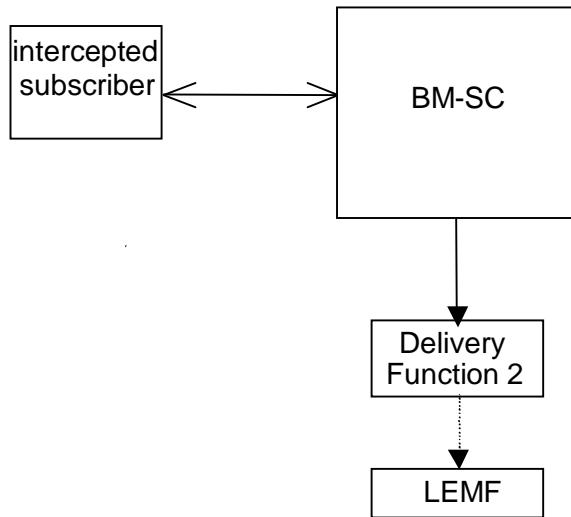 intercepted
subscriber
BM-SC
Delivery
Function 2
LEMF